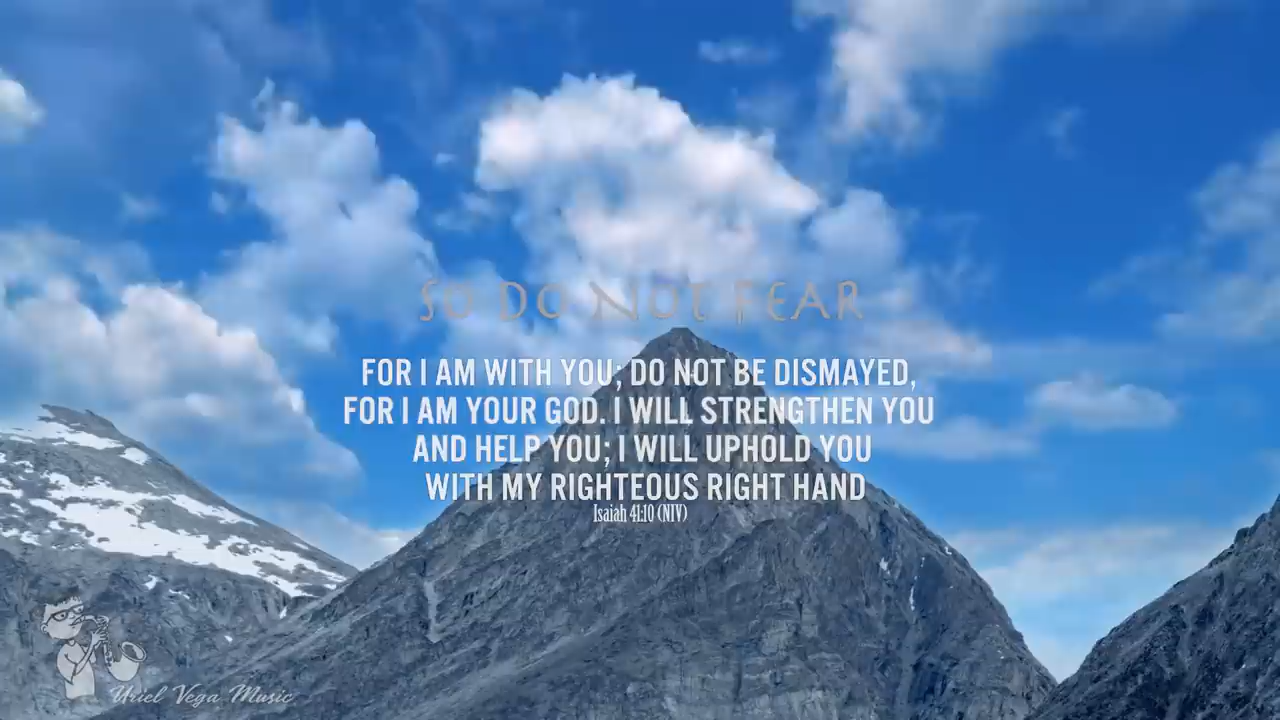 SO DO NOT FEAR
FOR I AM WITH YOU; DO NOT BE DISMAYED,
FOR I AM YOUR GOD. I WILL STRENGTHEN YOU
AND HELP YOU; I WILL UPHOLD YOU
WITH MY RIGHTEOUS RIGHT HAND
Isaiah 41:10 (NIV)
Uriel Vega Music